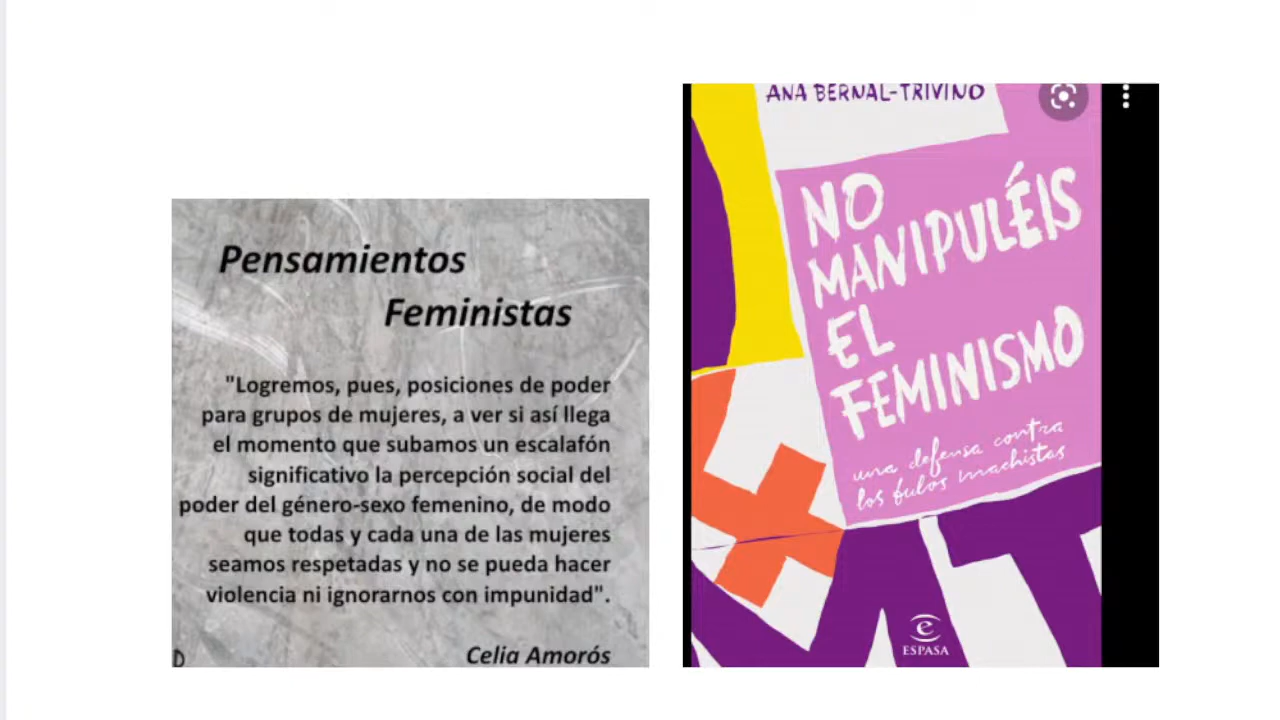 Pensamientos
Feministas
"Logremos, pues, posiciones de poder
para grupos de mujeres, a ver si así llega
el momento que subamos un escalafón
significativo la percepción social del
poder del género-sexo femenino, de modo
que todas y cada una de las mujeres
seamos respetadas y no se pueda hacer
violencia ni ignorarnos con impunidad".
Celia Amorós
D
ANA BERNAL-TRIVIÑO
NO
MANIPULÉIS
EL
FEMINISMO
una defensa contra
los bulos machistas
e
ESPASA